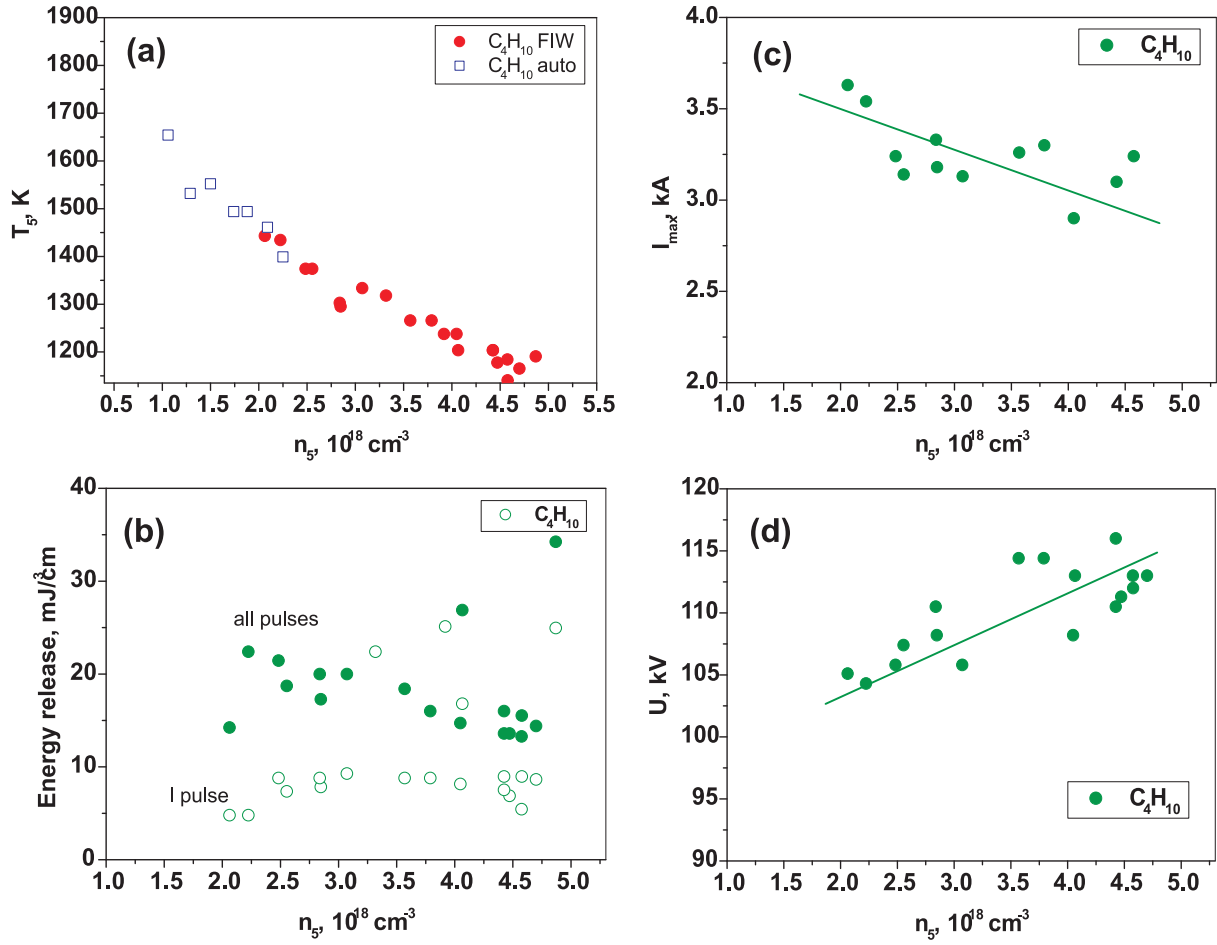 (a)
C4H10 FIW
C4H10 auto
1900
1800
1700
1600
1500
1400
1300
1200
T5, K
0.5 1.0 1.5 2.0 2.5 3.0 3.5 4.0 4.5 5.0 5.5
n5, 10^18 cm^-3
(c)
C4H10
4.0
3.5
3.0
2.5
2.0
Imax, kA
1.0 1.5 2.0 2.5 3.0 3.5 4.0 4.5 5.0
n5, 10^18 cm^-3
(b)
C4H10
40
30
20
10
0
Energy release, mJ/cm^3
all pulses
I pulse
1.0 1.5 2.0 2.5 3.0 3.5 4.0 4.5 5.0
n5, 10^18 cm^-3
(d)
120
115
110
105
100
95
90
U, kV
C4H10
1.0 1.5 2.0 2.5 3.0 3.5 4.0 4.5 5.0
n5, 10^18 cm^-3